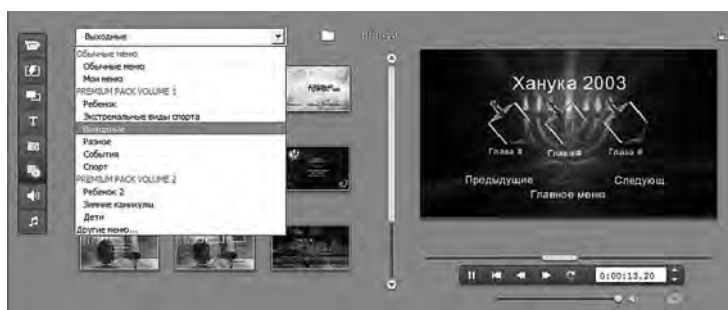 Выходные
Обычные меню
Обычные меню
Мои меню
PREMIUM PACK VOLUME 1
Ребенок
Экстремальные виды спорта
Выходные
Разное
События
Спорт
PREMIUM PACK VOLUME 2
Ребенок 2
Зимние каникулы
Дети
Другие меню...
Ханука 2003
Глава # Глава # Глава #
Предыдущие Следующ.
Главное меню
0:00:13.20